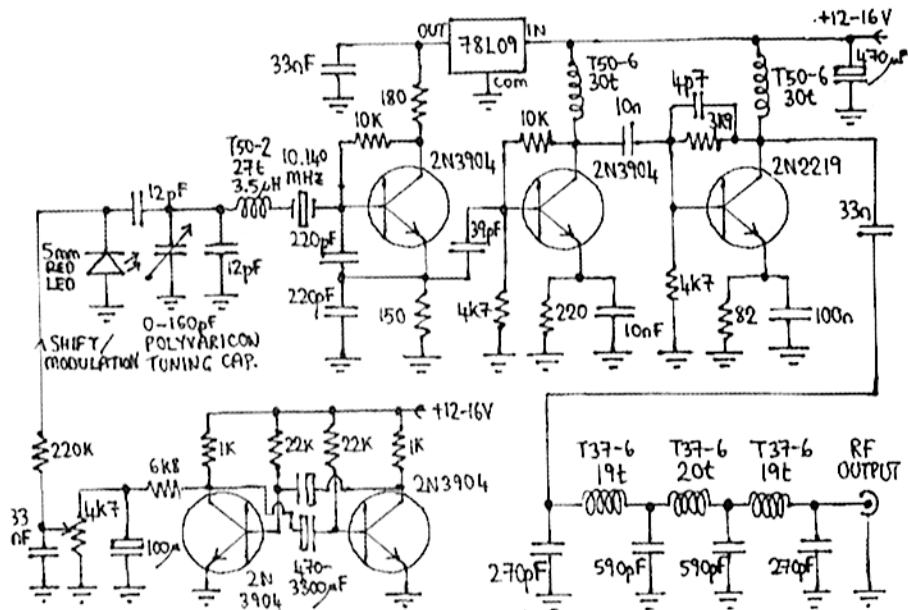 +12-16V
OUT
78L09
IN
Com
33nF
180
T50-6
30t
4p7
T50-6
30t
470µF
10K
10K
10n
3K9
T50-2
27t
3.5µH
10.140
MHz
2N3904
2N3904
2N2219
33n
12pF
220pF
39pF
5mm
RED
LED
12pF
220pF
150
4k7
220
10nF
4k7
82
100n
SHIFT/
MODULATION
0-160pF
POLYVARICON
TUNING CAP.
+12-16V
220K
6k8
1K
22K
22K
1K
2N3904
33
nF
4k7
100µ
2N
3904
470-
3300µF
T37-6
19t
T37-6
20t
T37-6
19t
RF
OUTPUT
270pF
590pF
590pF
270pF